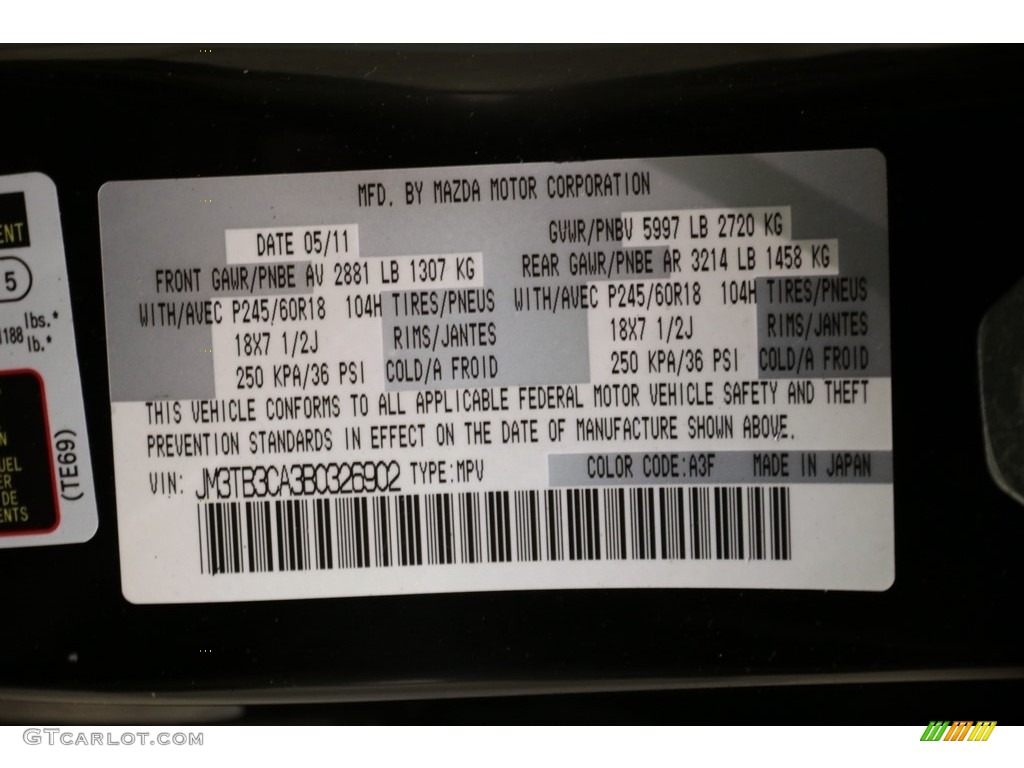 MFD. BY MAZDA MOTOR CORPORATION
DATE 05/11
GVWR/PNBV 5997 LB 2720 KG
FRONT GAWR/PNBE AV 2881 LB 1307 KG
REAR GAWR/PNBE AR 3214 LB 1458 KG
WITH/AVEC P245/60R18 104H TIRES/PNEUS
WITH/AVEC P245/60R18 104H TIRES/PNEUS
18X7 1/2J RIMS/JANTES
18X7 1/2J RIMS/JANTES
250 KPA/36 PSI COLD/A FROID
250 KPA/36 PSI COLD/A FROID
THIS VEHICLE CONFORMS TO ALL APPLICABLE FEDERAL MOTOR VEHICLE SAFETY AND THEFT
PREVENTION STANDARDS IN EFFECT ON THE DATE OF MANUFACTURE SHOWN ABOVE.
VIN: JM3TB3CA3B0326902 TYPE:MPV
COLOR CODE:A3F MADE IN JAPAN
5
lbs.*
lb.*
(TE69)
DE
GTCARLOT.COM